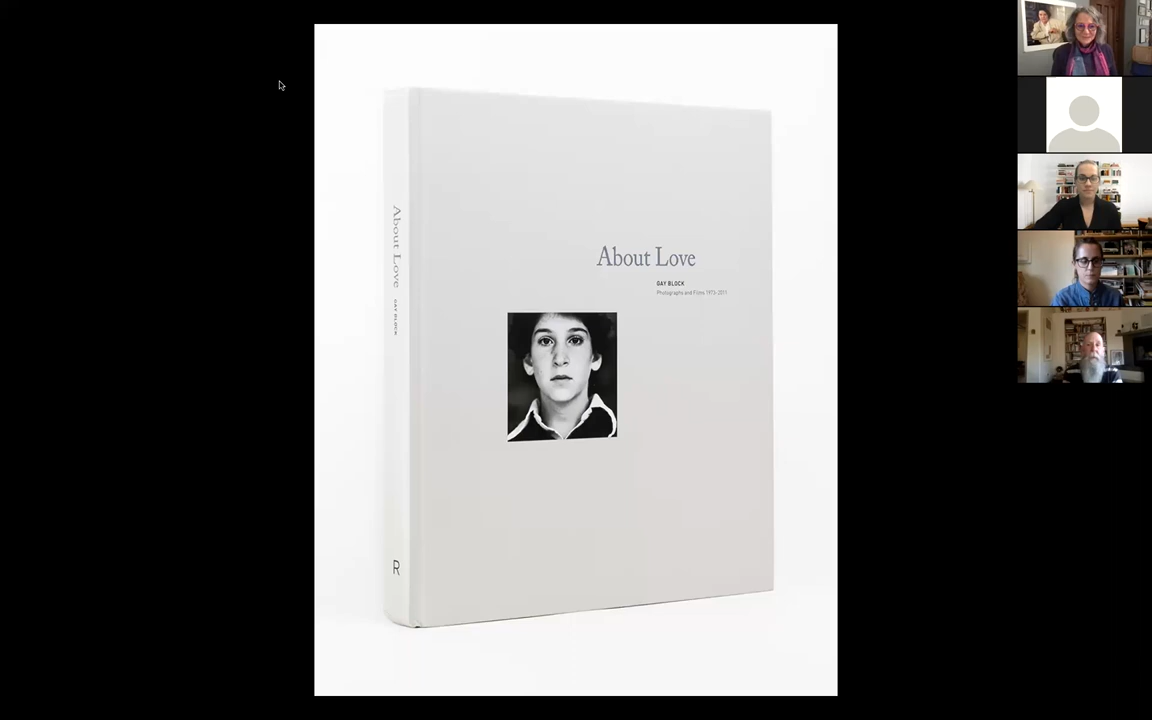 About Love
GAY BLOCK
Photographs and Films 1973-2011
About Love
GAY BLOCK
R